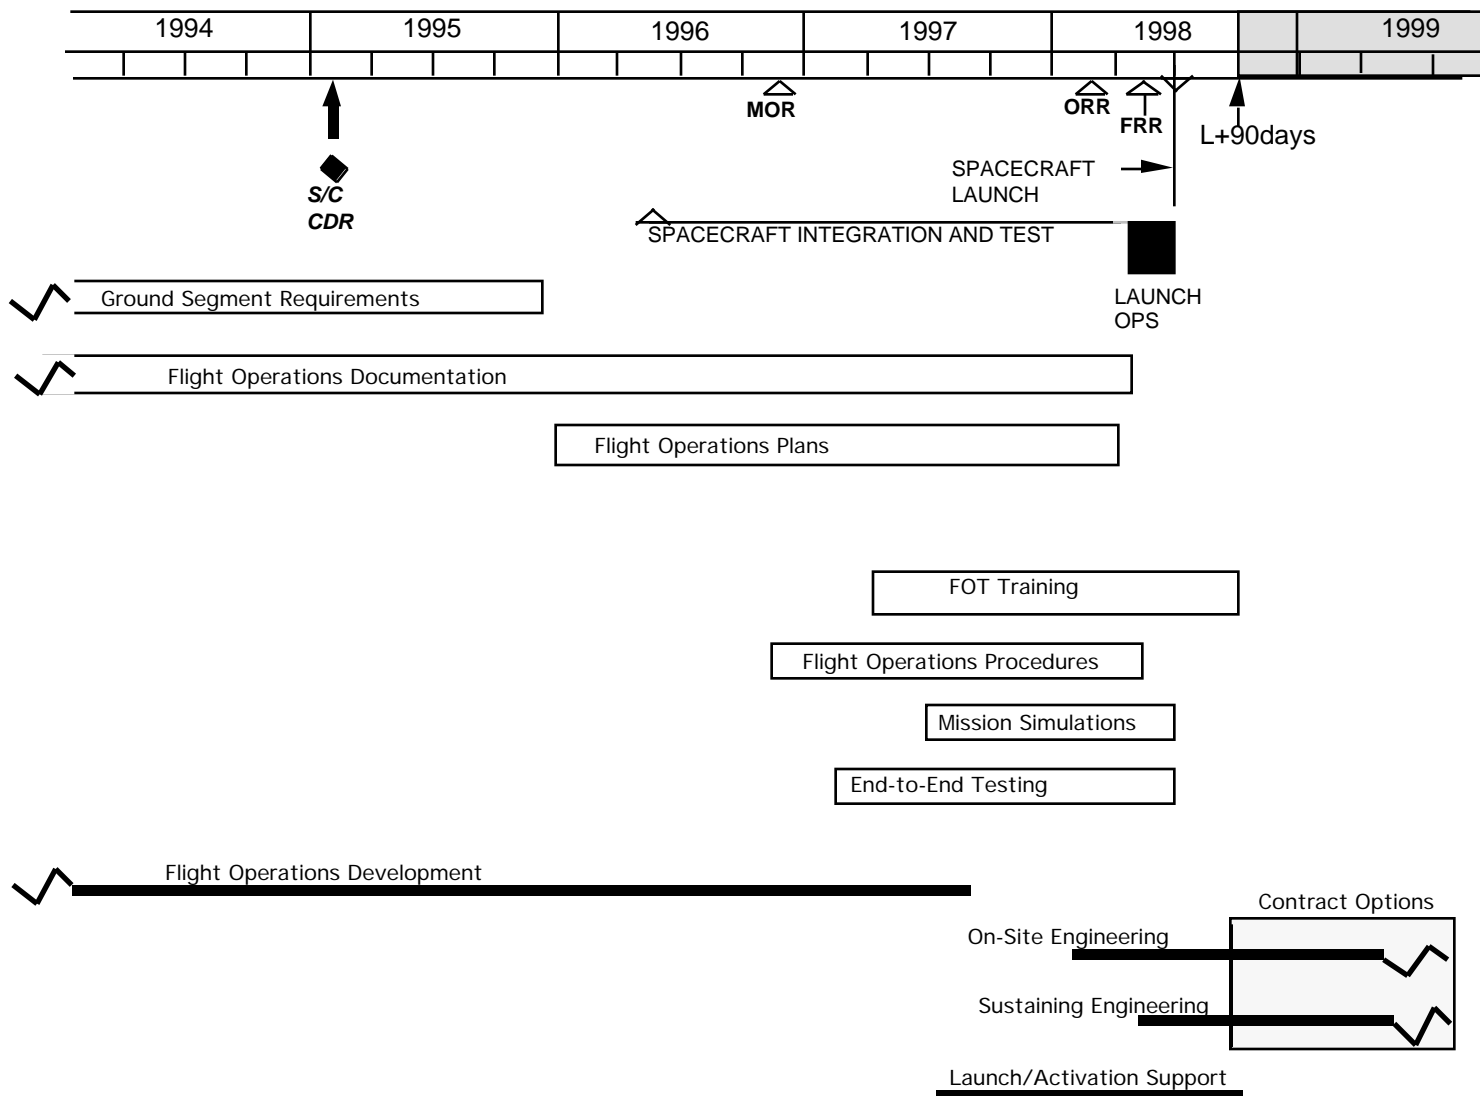 1994 1995 1996 1997 1998 1999
MOR ORR FRR L+90days
SPACECRAFT
LAUNCH
S/C
CDR
SPACECRAFT INTEGRATION AND TEST
LAUNCH
OPS
Ground Segment Requirements
Flight Operations Documentation
Flight Operations Plans
FOT Training
Flight Operations Procedures
Mission Simulations
End-to-End Testing
Flight Operations Development
Contract Options
On-Site Engineering
Sustaining Engineering
Launch/Activation Support